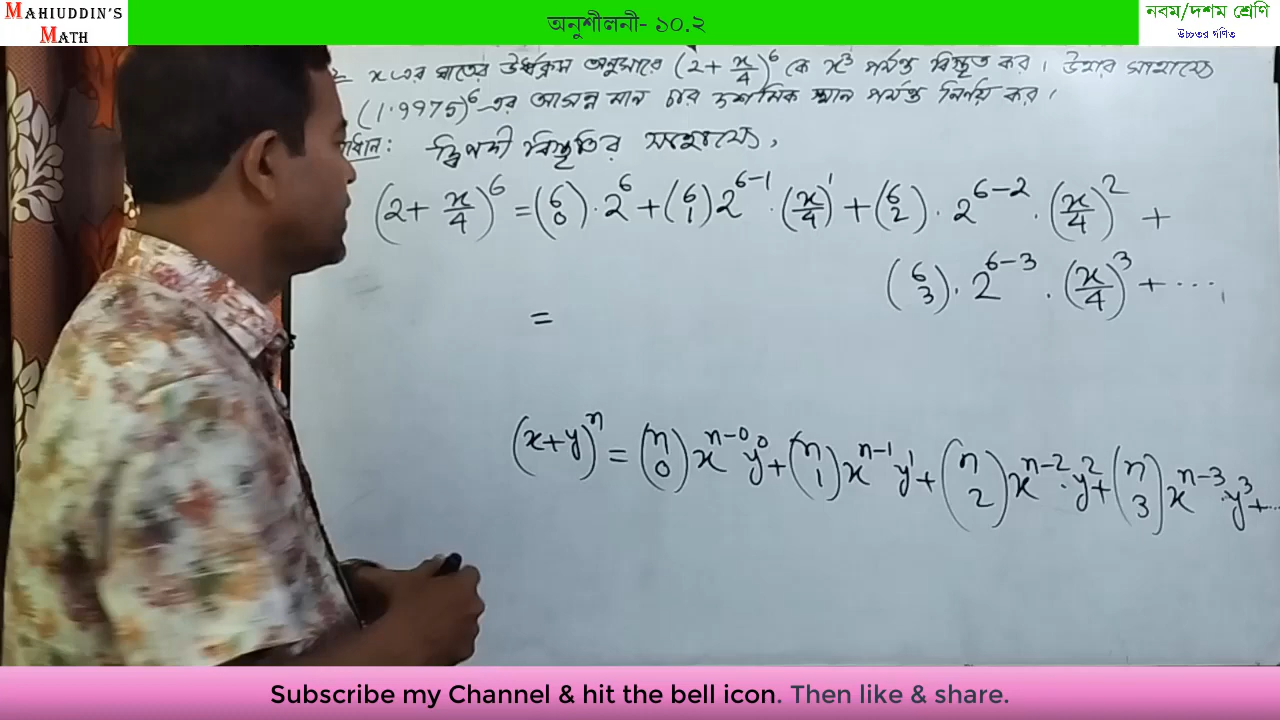 MAHIUDDIN'S
MATH
অনুশীলনী- ১০.২
নবম/দশম শ্রেণি
উচ্চতর গণিত
x এর ঘাতের উর্ধ্বক্রম অনুসারে (2+x/4)^6 কে x^3 পর্যন্ত বিস্তৃত কর। উহার সাহায্যে
(1.9975)^6 -এর আসন্ন মান চার দশমিক স্থান পর্যন্ত নির্ণয় কর।
দ্বিপদী বিস্তৃতির সাহায্যে,
(2+x/4)^6 = (6 0)·2^6 + (6 1)2^{6-1}·(x/4)^1 + (6 2)·2^{6-2}·(x/4)^2 +
(6 3)·2^{6-3}·(x/4)^3 + ....
=
(x+y)^n = (n 0)x^{n-0}y^0 + (n 1)x^{n-1}y^1 + (n 2)x^{n-2}·y^2 + (n 3)x^{n-3}·y^3 + ...
Subscribe my Channel & hit the bell icon. Then like & share.